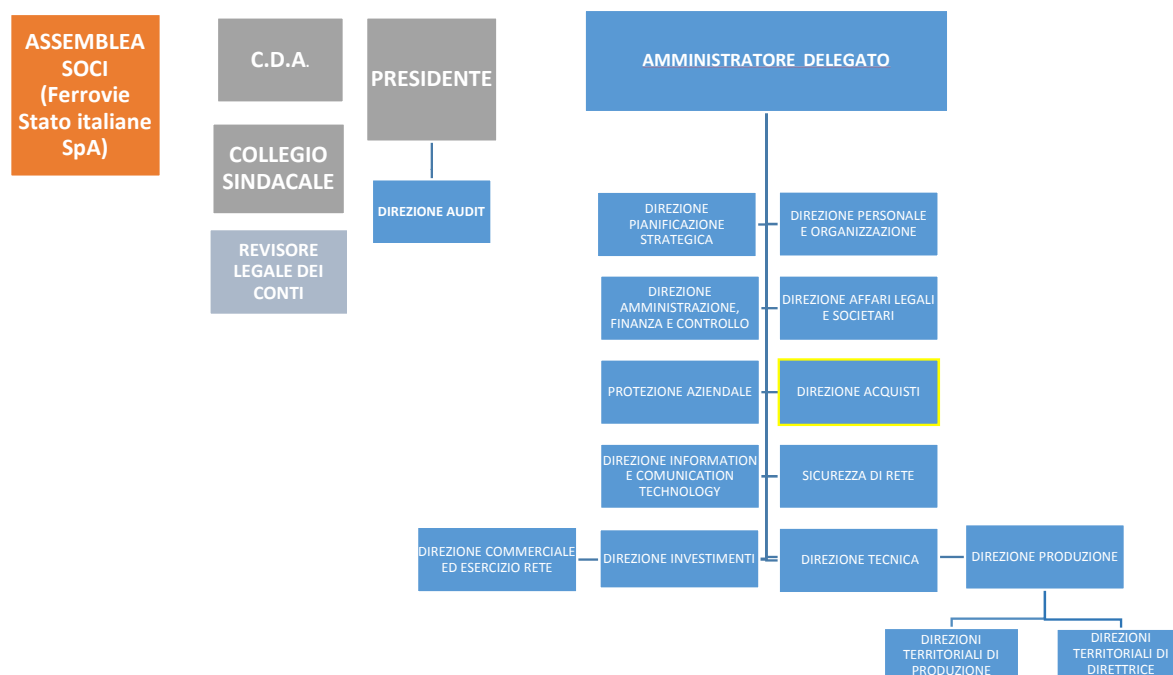 ASSEMBLEA
SOCI
(Ferrovie
Stato italiane
SpA)
C.D.A.
COLLEGIO
SINDACALE
REVISORE
LEGALE DEI
CONTI
PRESIDENTE
DIREZIONE AUDIT
AMMINISTRATORE DELEGATO
DIREZIONE
PIANIFICAZIONE
STRATEGICA
DIREZIONE PERSONALE
E ORGANIZZAZIONE
DIREZIONE
AMMINISTRAZIONE,
FINANZA E CONTROLLO
DIREZIONE AFFARI LEGALI
E SOCIETARI
PROTEZIONE AZIENDALE
DIREZIONE ACQUISTI
DIREZIONE INFORMATION
E COMUNICATION
TECHNOLOGY
SICUREZZA DI RETE
DIREZIONE COMMERCIALE
ED ESERCIZIO RETE
DIREZIONE INVESTIMENTI
DIREZIONE TECNICA
DIREZIONE PRODUZIONE
DIREZIONI
TERRITORIALI DI
PRODUZIONE
DIREZIONI
TERRITORIALI DI
DIRETTRICE